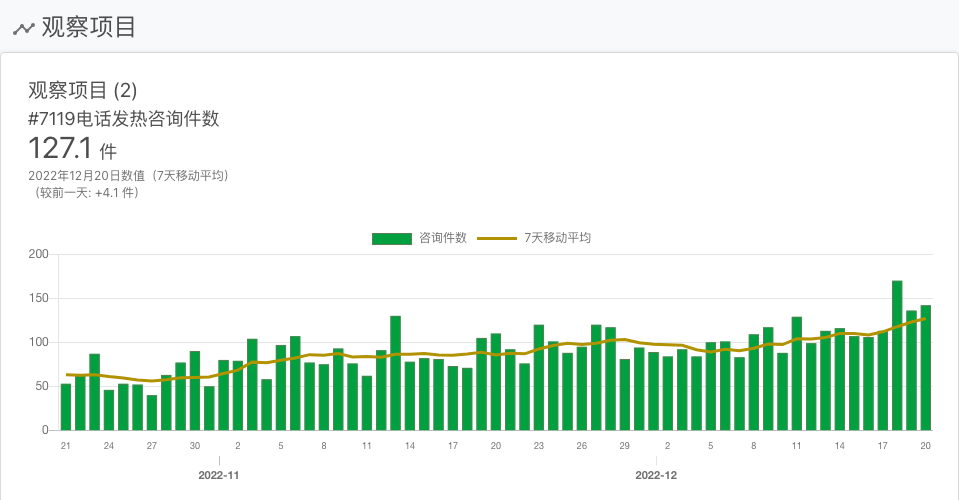 观察项目
观察项目 (2)
#7119电话发热咨询件数
127.1 件
2022年12月20日数值（7天移动平均）
（较前一天: +4.1 件）
咨询件数 7天移动平均
200
150
100
50
0
21 24 27 30 2 5 8 11 14 17 20 23 26 29 2 5 8 11 14 17 20
2022-11 2022-12